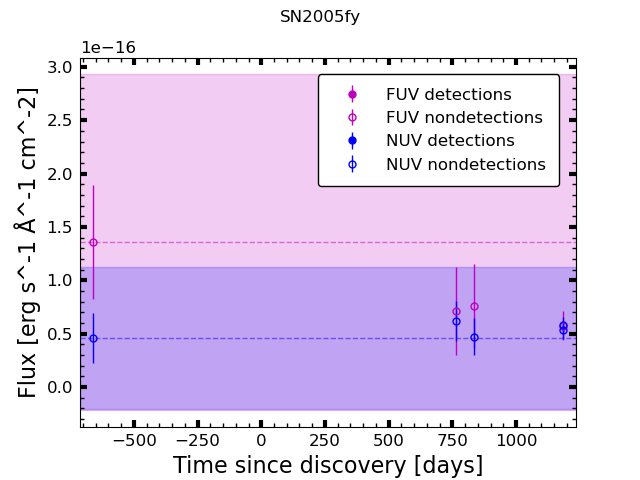 SN2005fy
1e−16
3.0
2.5
2.0
1.5
1.0
0.5
0.0
Flux [erg s^-1 Å^-1 cm^-2]
FUV detections
FUV nondetections
NUV detections
NUV nondetections
−500 −250 0 250 500 750 1000
Time since discovery [days]